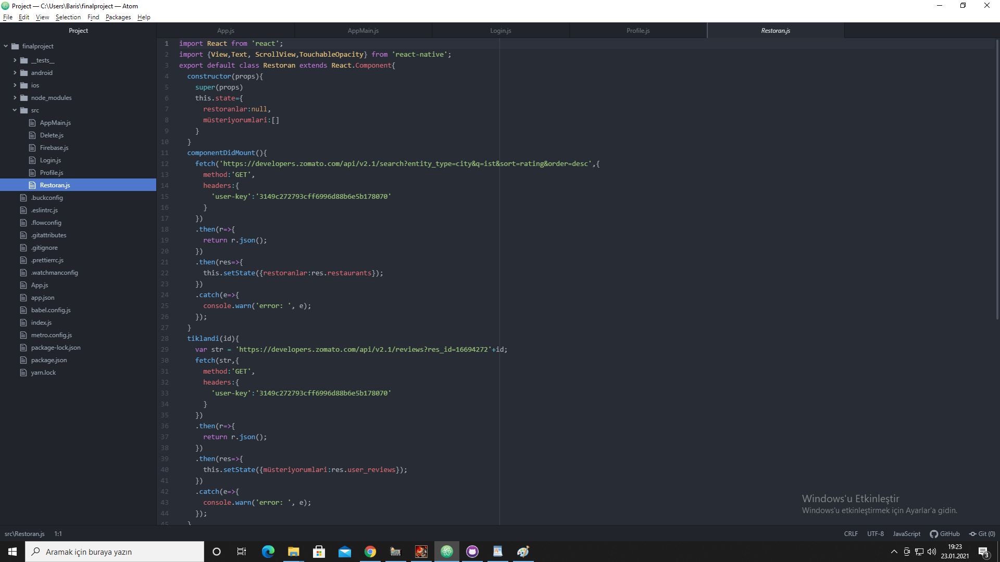 Project — C:\Users\Baris\finalproject — Atom
File Edit View Selection Find Packages Help
Project
App.js
AppMain.js
Login.js
Profile.js
Restoran.js
finalproject
__tests__
android
ios
node_modules
src
AppMain.js
Delete.js
Firebase.js
Login.js
Profile.js
Restoran.js
.buckconfig
.eslintrc.js
.flowconfig
.gitattributes
.gitignore
.prettierrc.js
.watchmanconfig
App.js
app.json
babel.config.js
index.js
metro.config.js
package-lock.json
package.json
yarn.lock
1 import React from 'react';
2 import {View,Text, ScrollView,TouchableOpacity} from 'react-native';
3 export default class Restoran extends React.Component{
4 constructor(props){
5 super(props)
6 this.state={
7 restoranlar:null,
8 müsteriyorumlari:[]
9 }
10 }
11 componentDidMount(){
12 fetch('https://developers.zomato.com/api/v2.1/search?entity_type=city&q=ist&sort=rating&order=desc',{
13 method:'GET',
14 headers:{
15 'user-key':'3149c272793cff6996d88b6e5b178070'
16 }
17 })
18 .then(r=>{
19 return r.json();
20 })
21 .then(res=>{
22 this.setState({restoranlar:res.restaurants});
23 })
24 .catch(e=>{
25 console.warn('error: ', e);
26 });
27 }
28 tiklandi(id){
29 var str = 'https://developers.zomato.com/api/v2.1/reviews?res_id=16694272'+id;
30 fetch(str,{
31 method:'GET',
32 headers:{
33 'user-key':'3149c272793cff6996d88b6e5b178070'
34 }
35 })
36 .then(r=>{
37 return r.json();
38 })
39 .then(res=>{
40 this.setState({müsteriyorumlari:res.user_reviews});
41 })
42 .catch(e=>{
43 console.warn('error: ', e);
44 });
45 }
Windows'u Etkinleştir
Windows'u etkinleştirmek için Ayarlar'a gidin.
src\Restoran.js 1:1
CRLF UTF-8 JavaScript GitHub Git (0)
Aramak için buraya yazın
19:23
23.01.2021
3